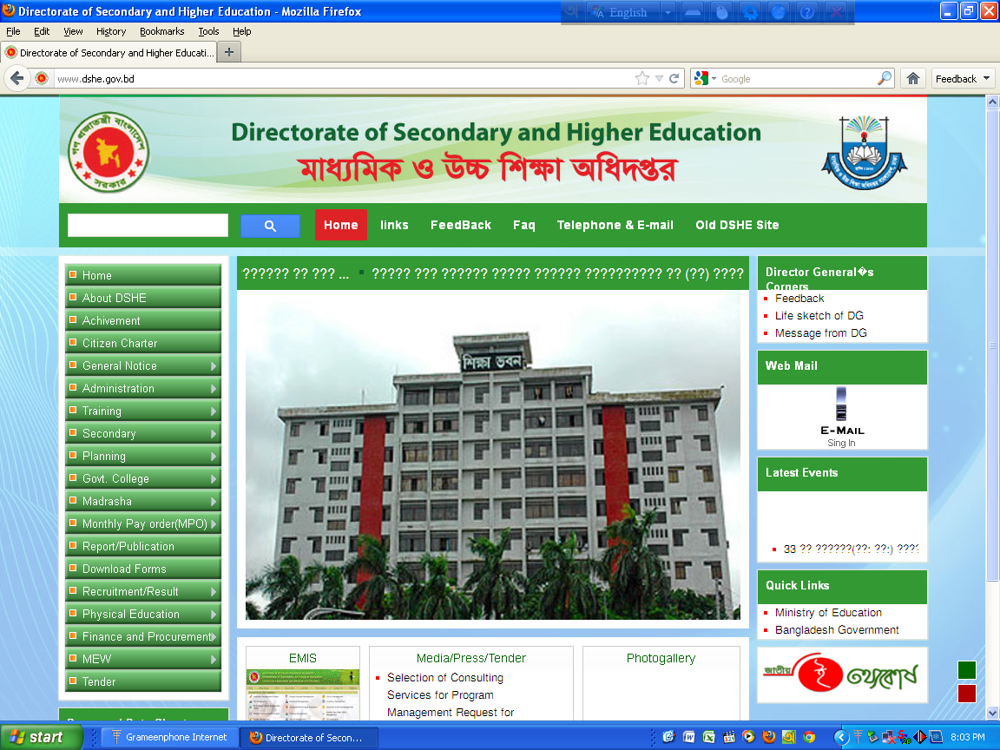 Directorate of Secondary and Higher Education - Mozilla Firefox
English
File Edit View History Bookmarks Tools Help
Directorate of Secondary and Higher Educati...
www.dshe.gov.bd
Google
Feedback
গণ প্রজাতন্ত্রী বাংলাদেশ
সরকার
Directorate of Secondary and Higher Education
মাধ্যমিক ও উচ্চ শিক্ষা অধিদপ্তর
Home links FeedBack Faq Telephone & E-mail Old DSHE Site
Home
About DSHE
Achivement
Citizen Charter
General Notice
Administration
Training
Secondary
Planning
Govt. College
Madrasha
Monthly Pay order(MPO)
Report/Publication
Download Forms
Recruitment/Result
Physical Education
Finance and Procurement
MEW
Tender
?????? ?? ??? ... ????? ??? ?????? ????? ?????? ?????????? ?? (??) ????
শিক্ষা ভবন
EMIS
Media/Press/Tender
Selection of Consulting
Services for Program
Management Request for
Photogallery
Director General�s
Corners
Feedback
Life sketch of DG
Message from DG
Web Mail
E-MAIL
Sing In
Latest Events
33 ?? ??????(??: ??:) ????
Quick Links
Ministry of Education
Bangladesh Government
জাতীয় ই তথ্যকোষ
start
Grameenphone Internet
Directorate of Secon...
8:03 PM